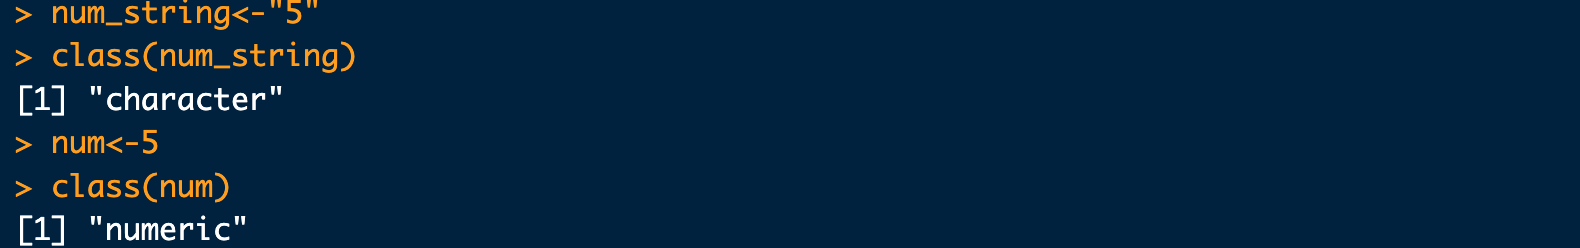 > num_string<-"5"
> class(num_string)
[1] "character"
> num<-5
> class(num)
[1] "numeric"